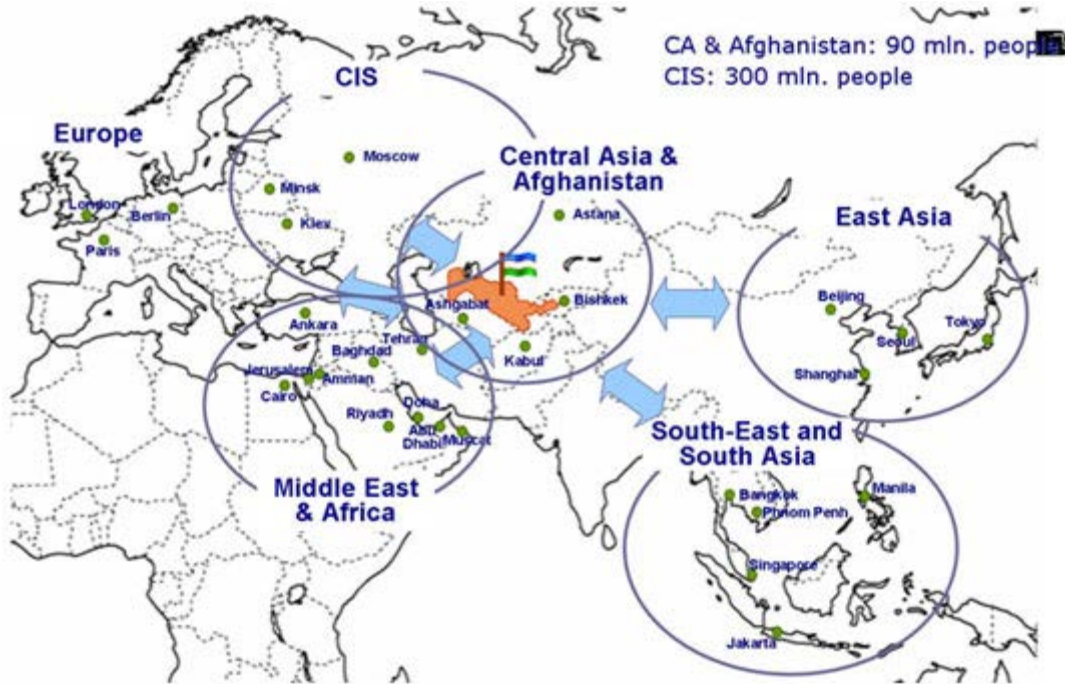 CA & Afghanistan: 90 mln. people
CIS: 300 mln. people
CIS
Europe
Central Asia &
Afghanistan
East Asia
Moscow
Minsk
Kiev
London
Berlin
Paris
Astana
Ashgabat
Bishkek
Kabul
Beijing
Seoul
Tokyo
Shanghai
Ankara
Tehran
Baghdad
Jerusalem
Amman
Cairo
Riyadh
Doha
Abu
Dhabi
Muscat
Middle East
& Africa
South-East and
South Asia
Bangkok
Manila
Phnom Penh
Singapore
Jakarta